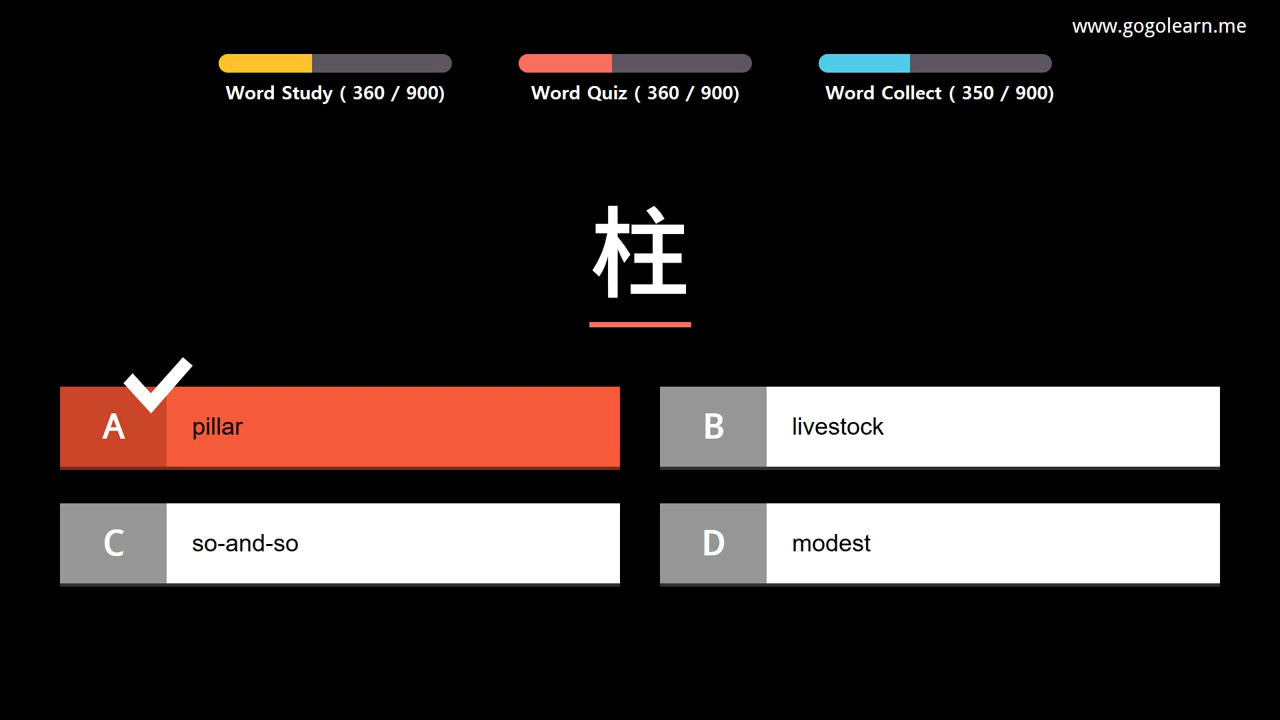 www.gogolearn.me
Word Study ( 360 / 900)
Word Quiz ( 360 / 900)
Word Collect ( 350 / 900)
柱
A pillar
B livestock
C so-and-so
D modest